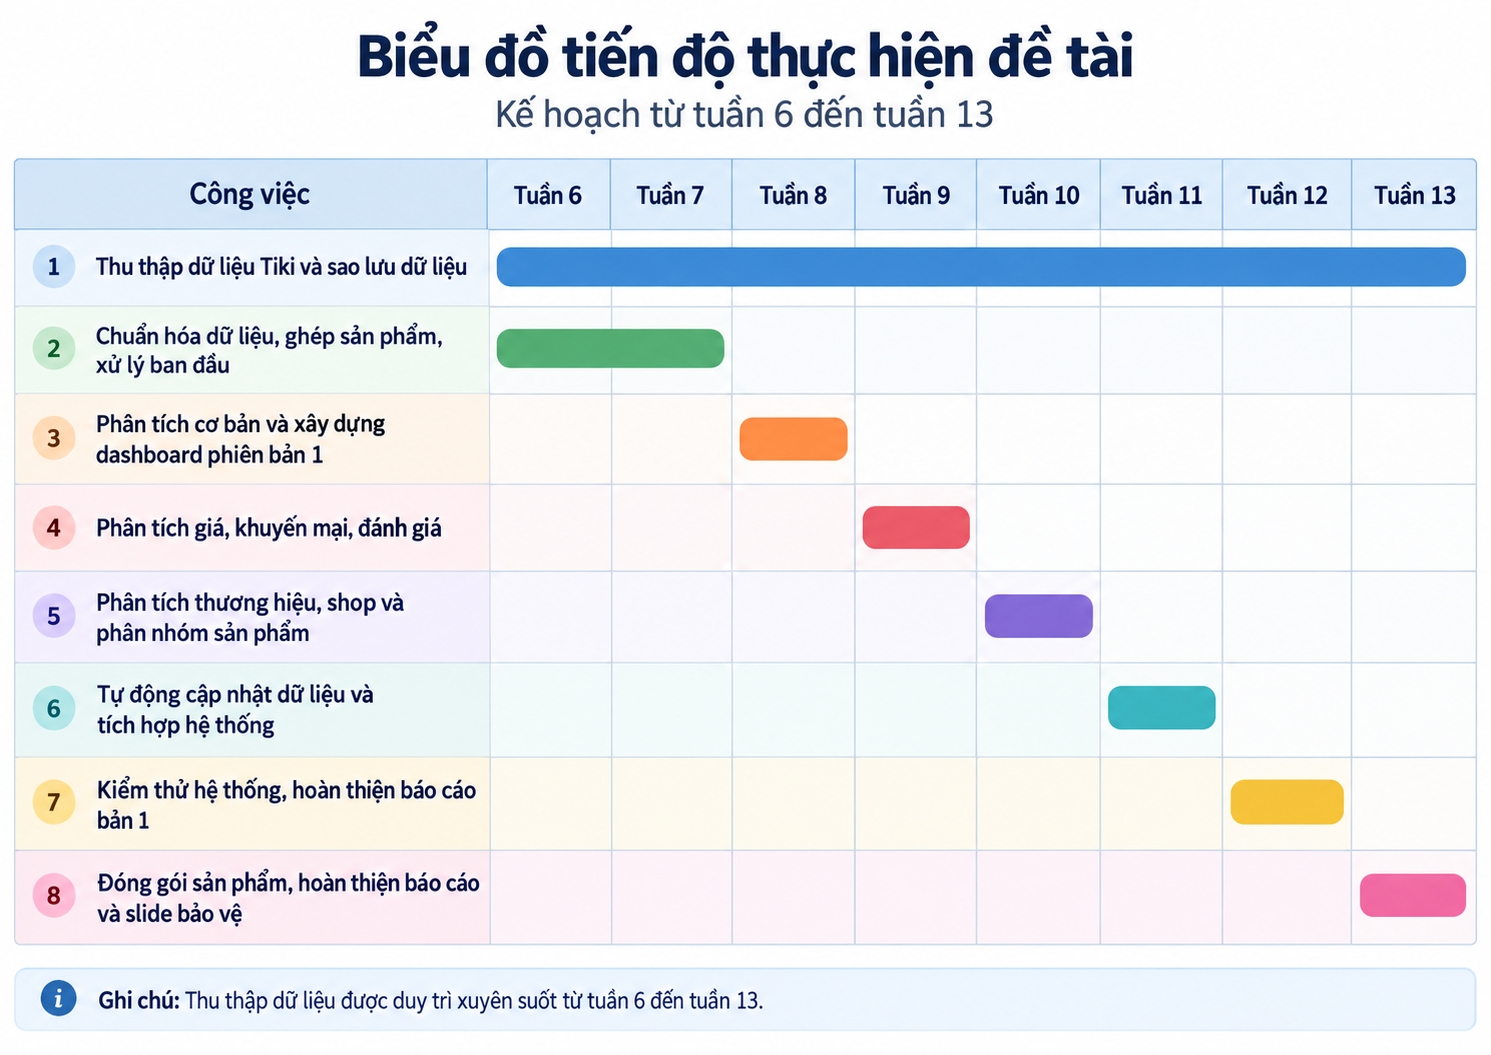 Biểu đồ tiến độ thực hiện đề tài
Kế hoạch từ tuần 6 đến tuần 13
Công việc
Tuần 6
Tuần 7
Tuần 8
Tuần 9
Tuần 10
Tuần 11
Tuần 12
Tuần 13
1
Thu thập dữ liệu Tiki và sao lưu dữ liệu
2
Chuẩn hóa dữ liệu, ghép sản phẩm,
xử lý ban đầu
3
Phân tích cơ bản và xây dựng
dashboard phiên bản 1
4
Phân tích giá, khuyến mại, đánh giá
5
Phân tích thương hiệu, shop và
phân nhóm sản phẩm
6
Tự động cập nhật dữ liệu và
tích hợp hệ thống
7
Kiểm thử hệ thống, hoàn thiện báo cáo
bản 1
8
Đóng gói sản phẩm, hoàn thiện báo cáo
và slide bảo vệ
i
Ghi chú: Thu thập dữ liệu được duy trì xuyên suốt từ tuần 6 đến tuần 13.